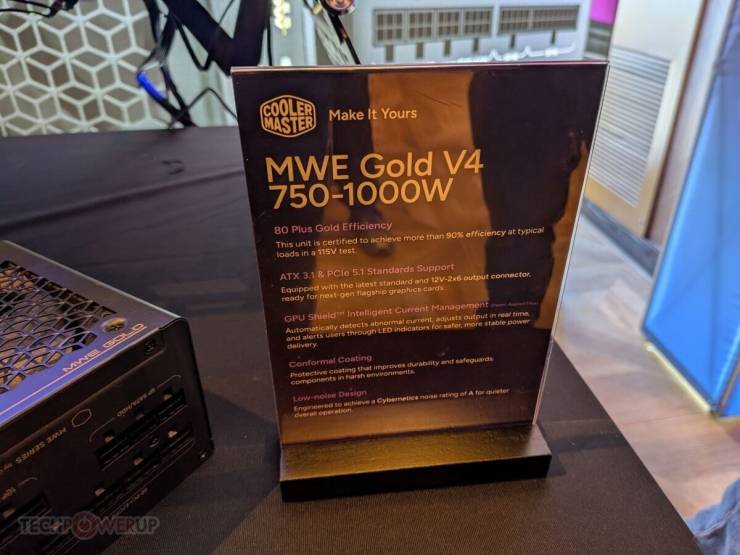 COOLER MASTER
Make It Yours
MWE Gold V4
750-1000W
80 Plus Gold Efficiency
This unit is certified to achieve more than 90% efficiency at typical
loads in a 115V test.
ATX 3.1 & PCIe 5.1 Standards Support
Equipped with the latest standard and 12V-2x6 output connector,
ready for next-gen flagship graphics cards.
GPU Shield™ Intelligent Current Management
Automatically detects abnormal current, adjusts output in real time,
and alerts users through LED indicators for safer, more stable power
delivery.
Conformal Coating
Protective coating that improves durability and safeguards
components in harsh environments.
Low-noise Design
Engineered to achieve a Cybernetics noise rating of A for quieter
overall operation.
MWE GOLD
MWE SERIES
TECHPOWERUP